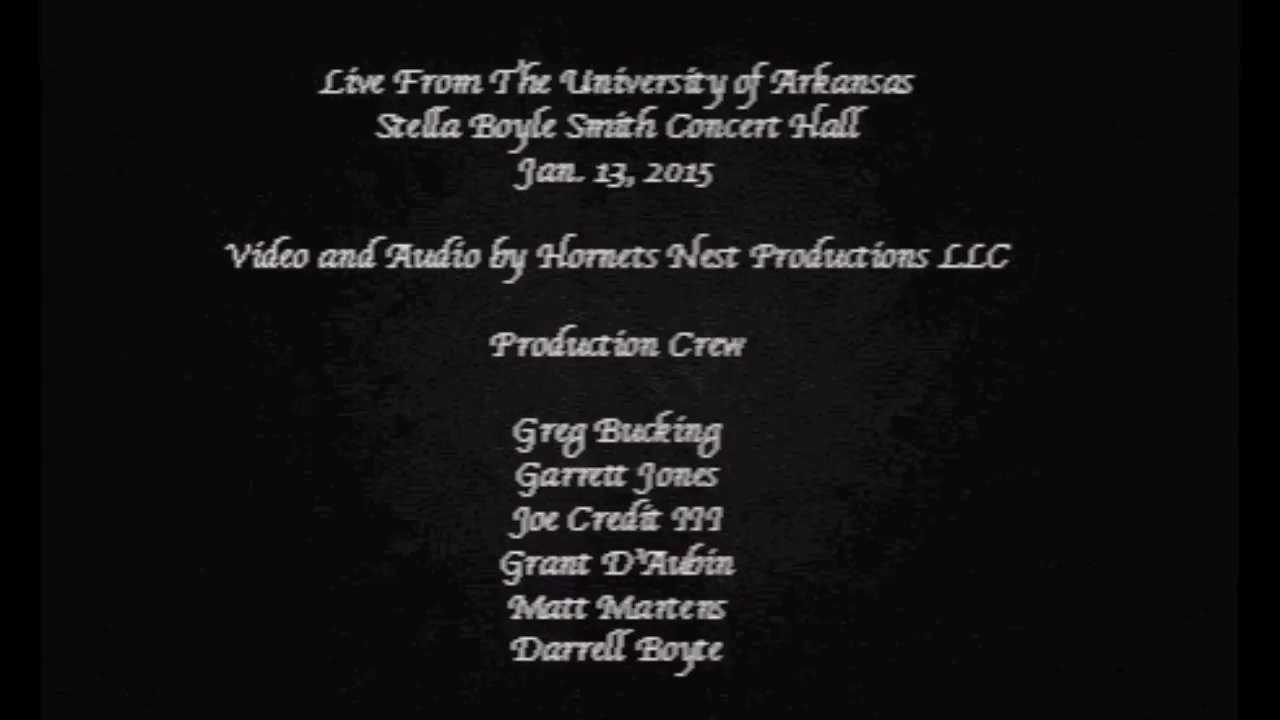 Live From The University of Arkansas
Stella Boyle Smith Concert Hall
Jan. 13, 2015
Video and Audio by Hornets Nest Productions LLC
Production Crew
Greg Bucking
Garrett Jones
Joe Credit III
Grant D'Aubin
Matt Martens
Darrell Boyte